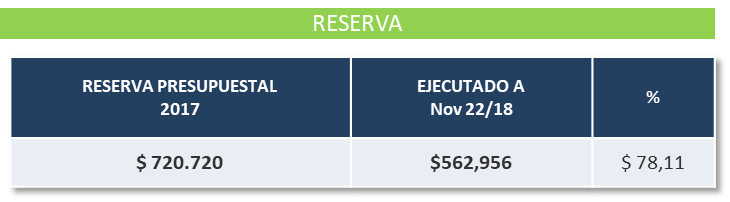 RESERVA
RESERVA PRESUPUESTAL
2017
EJECUTADO A
Nov 22/18
%
$ 720.720
$562,956
$ 78,11